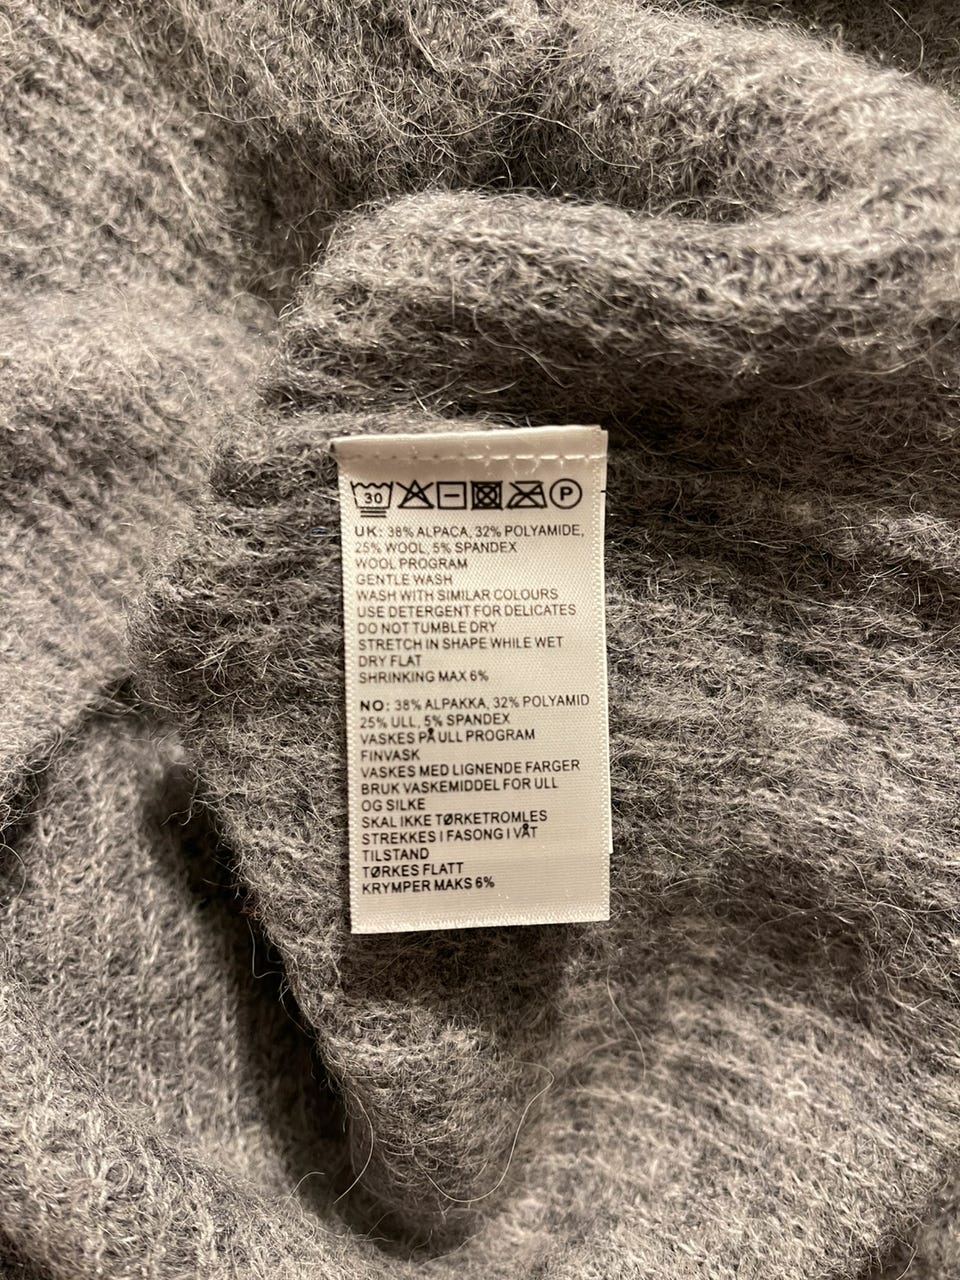 30 P
UK: 38% ALPACA, 32% POLYAMIDE,
25% WOOL, 5% SPANDEX
WOOL PROGRAM
GENTLE WASH
WASH WITH SIMILAR COLOURS
USE DETERGENT FOR DELICATES
DO NOT TUMBLE DRY
STRETCH IN SHAPE WHILE WET
DRY FLAT
SHRINKING MAX 6%
NO: 38% ALPAKKA, 32% POLYAMID
25% ULL, 5% SPANDEX
VASKES PÅ ULL PROGRAM
FINVASK
VASKES MED LIGNENDE FARGER
BRUK VASKEMIDDEL FOR ULL
OG SILKE
SKAL IKKE TØRKETROMLES
STREKKES I FASONG I VÅT
TILSTAND
TØRKES FLATT
KRYMPER MAKS 6%